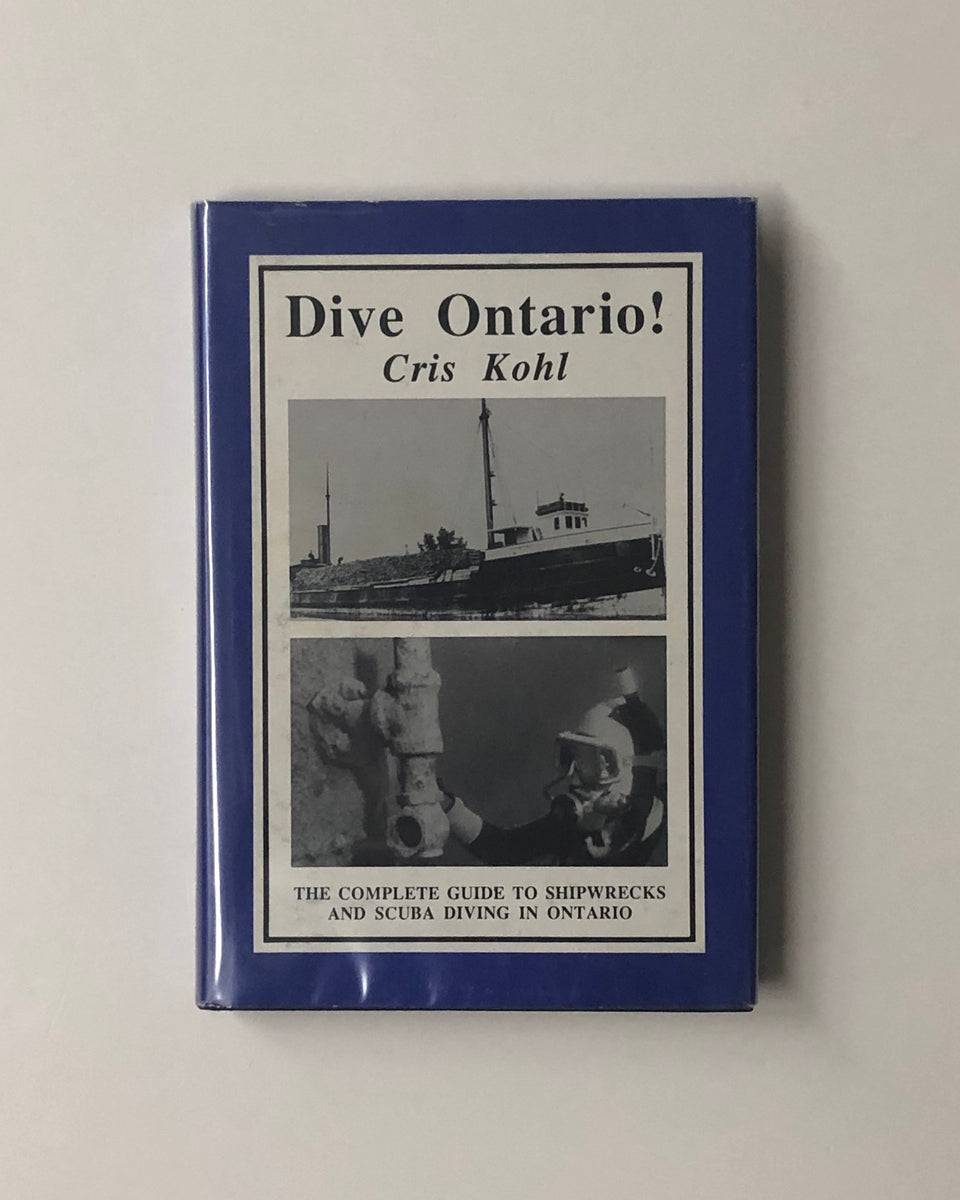 Dive Ontario!
Cris Kohl
THE COMPLETE GUIDE TO SHIPWRECKS
AND SCUBA DIVING IN ONTARIO